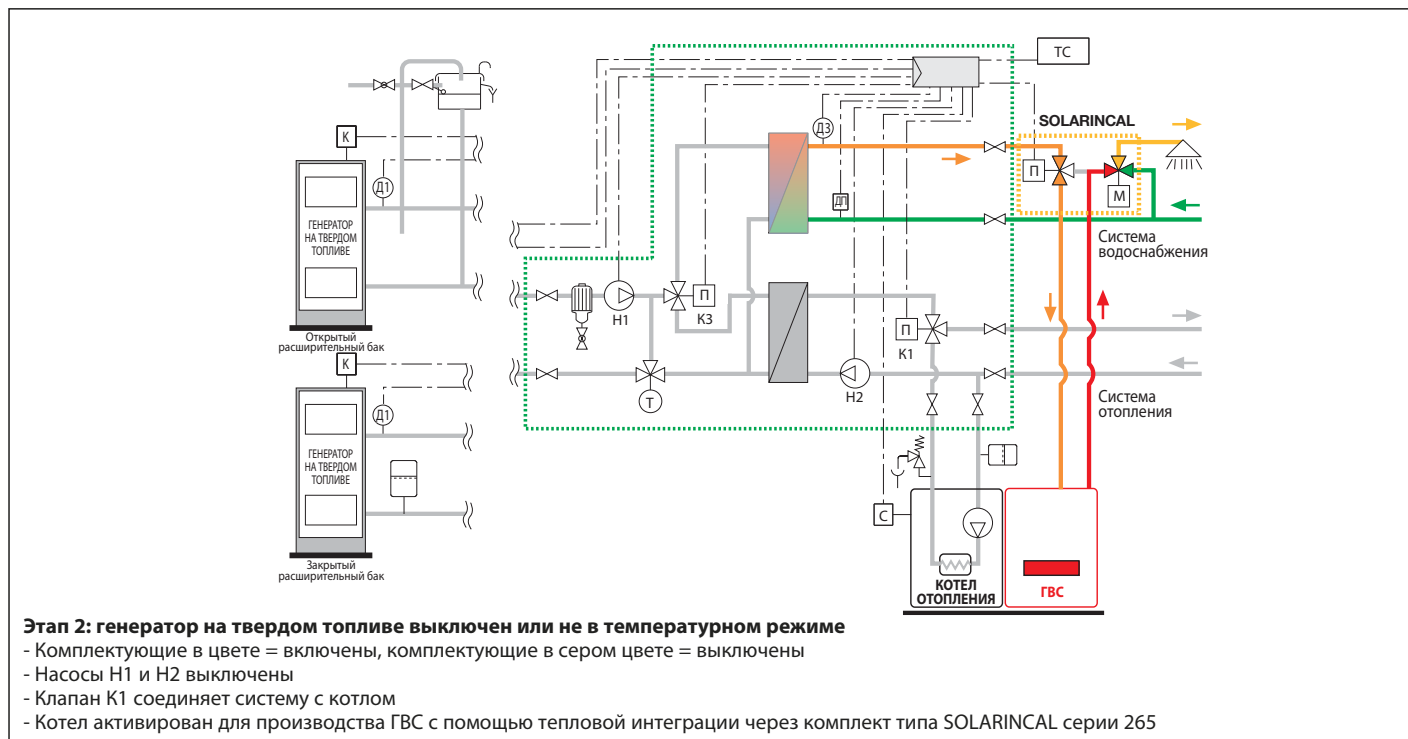 ТС
SOLARINCAL
К
Д3
Д1
П
ДП
М
ГЕНЕРАТОР
НА ТВЕРДОМ
ТОПЛИВЕ
Система
водоснабжения
Н1
П
К3
П
К1
Открытый
расширительный бак
К
Т
Н2
Система
отопления
Д1
ГЕНЕРАТОР
НА ТВЕРДОМ
ТОПЛИВЕ
С
Закрытый
расширительный бак
КОТЕЛ
ОТОПЛЕНИЯ
ГВС
Этап 2: генератор на твердом топливе выключен или не в температурном режиме
- Комплектующие в цвете = включены, комплектующие в сером цвете = выключены
- Насосы Н1 и Н2 выключены
- Клапан К1 соединяет систему с котлом
- Котел активирован для производства ГВС с помощью тепловой интеграции через комплект типа SOLARINCAL серии 265